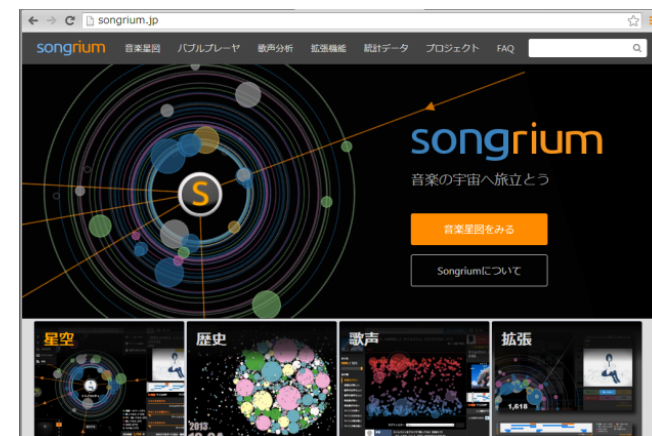 songrium.jp
songrium 音楽星図 バブルプレーヤ 歌声分析 拡張機能 統計データ プロジェクト FAQ
S
songrium
音楽の宇宙へ旅立とう
音楽星図をみる
Songriumについて
星空 歴史 歌声 拡張
1,618
2013